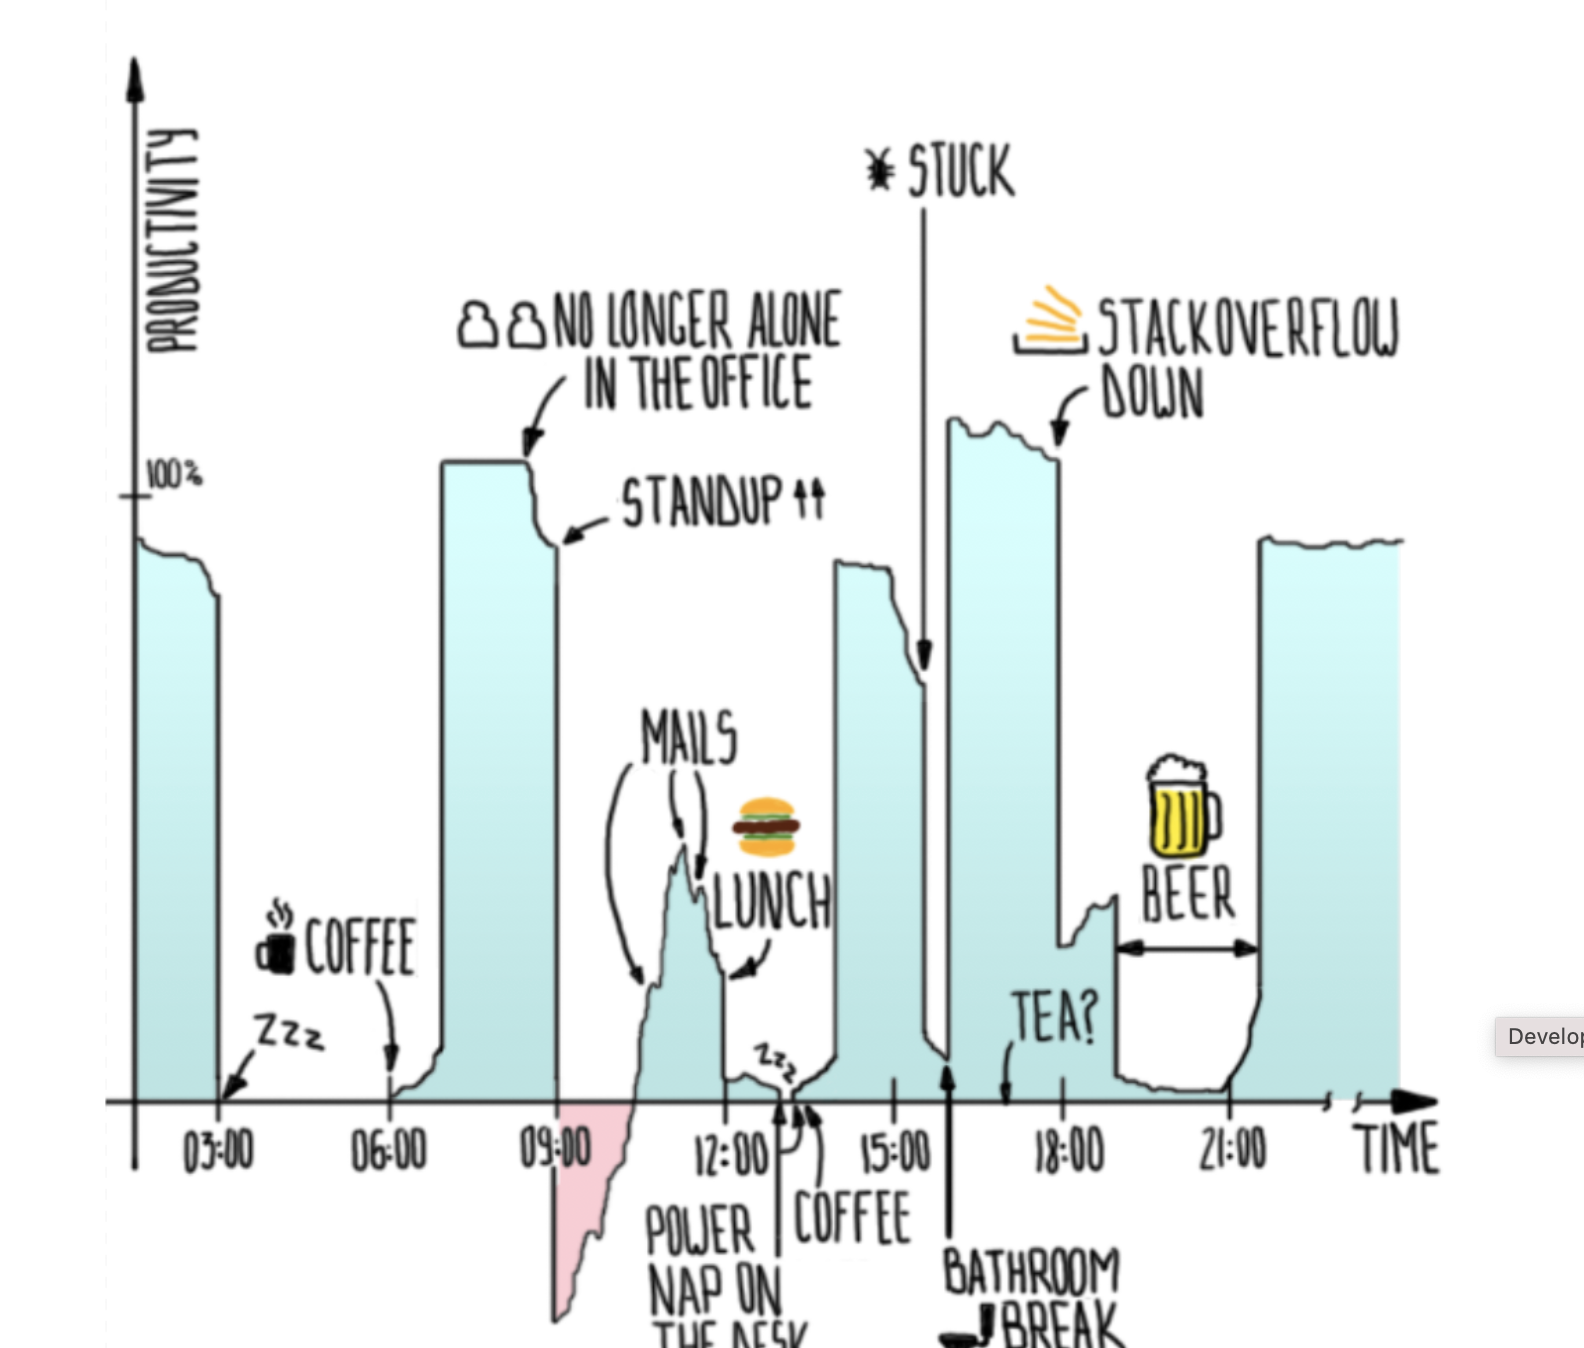 PRODUCTIVITY
100%
STUCK
NO LONGER ALONE
IN THE OFFICE
STACKOVERFLOW
DOWN
STANDUP
MAILS
LUNCH
BEER
COFFEE
Zzz
Zzz
TEA?
Develop
03:00
06:00
09:00
12:00
15:00
18:00
21:00
TIME
POWER
NAP ON
THE DESK
COFFEE
BATHROOM
BREAK